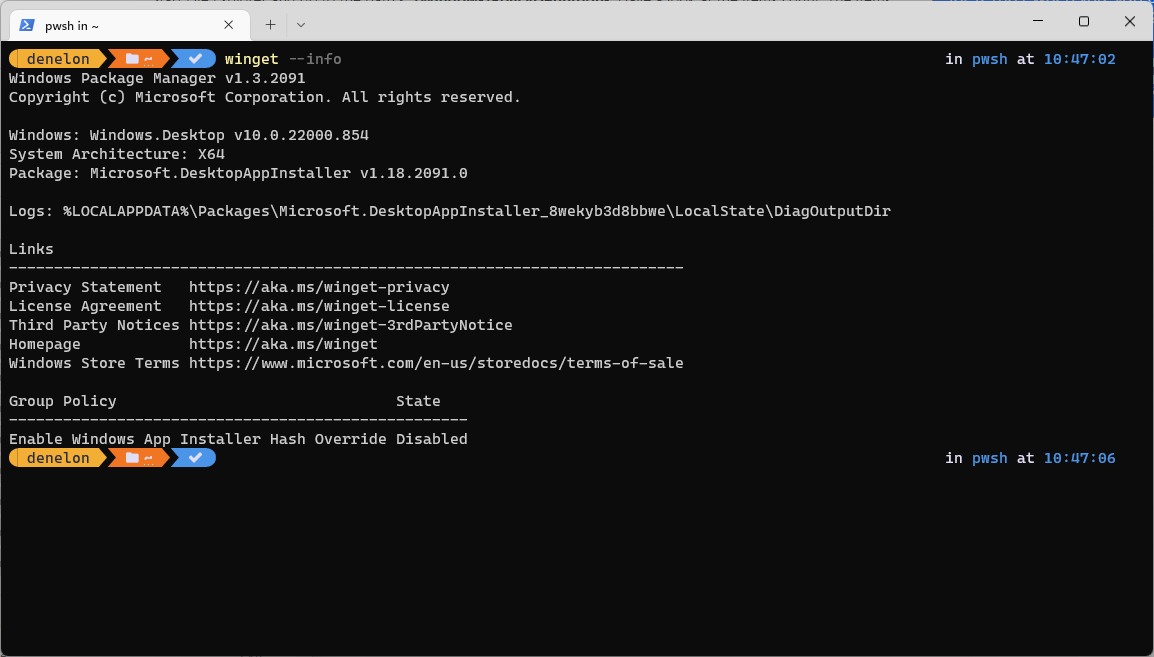 pwsh in ~
denelon ~ winget --info in pwsh at 10:47:02
Windows Package Manager v1.3.2091
Copyright (c) Microsoft Corporation. All rights reserved.
Windows: Windows.Desktop v10.0.22000.854
System Architecture: X64
Package: Microsoft.DesktopAppInstaller v1.18.2091.0
Logs: %LOCALAPPDATA%\Packages\Microsoft.DesktopAppInstaller_8wekyb3d8bbwe\LocalState\DiagOutputDir
Links
---------------------------------------------------------------------------
Privacy Statement https://aka.ms/winget-privacy
License Agreement https://aka.ms/winget-license
Third Party Notices https://aka.ms/winget-3rdPartyNotice
Homepage https://aka.ms/winget
Windows Store Terms https://www.microsoft.com/en-us/storedocs/terms-of-sale
Group Policy State
---------------------------------------------------
Enable Windows App Installer Hash Override Disabled
denelon ~ in pwsh at 10:47:06